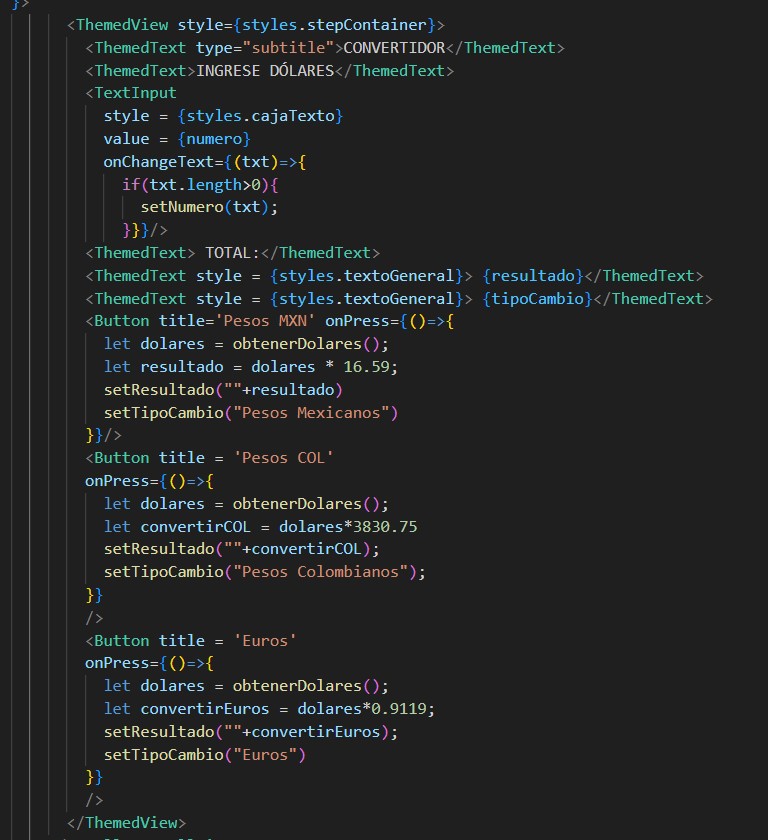 }>
<ThemedView style={styles.stepContainer}>
<ThemedText type="subtitle">CONVERTIDOR</ThemedText>
<ThemedText>INGRESE DÓLARES</ThemedText>
<TextInput
style = {styles.cajaTexto}
value = {numero}
onChangeText={(txt)=>{
if(txt.length>0){
setNumero(txt);
}}}/>
<ThemedText> TOTAL:</ThemedText>
<ThemedText style = {styles.textoGeneral}> {resultado}</ThemedText>
<ThemedText style = {styles.textoGeneral}> {tipoCambio}</ThemedText>
<Button title='Pesos MXN' onPress={()=>{
let dolares = obtenerDolares();
let resultado = dolares * 16.59;
setResultado(""+resultado)
setTipoCambio("Pesos Mexicanos")
}}/>
<Button title = 'Pesos COL'
onPress={()=>{
let dolares = obtenerDolares();
let convertirCOL = dolares*3830.75
setResultado(""+convertirCOL);
setTipoCambio("Pesos Colombianos");
}}
/>
<Button title = 'Euros'
onPress={()=>{
let dolares = obtenerDolares();
let convertirEuros = dolares*0.9119;
setResultado(""+convertirEuros);
setTipoCambio("Euros")
}}
/>
</ThemedView>